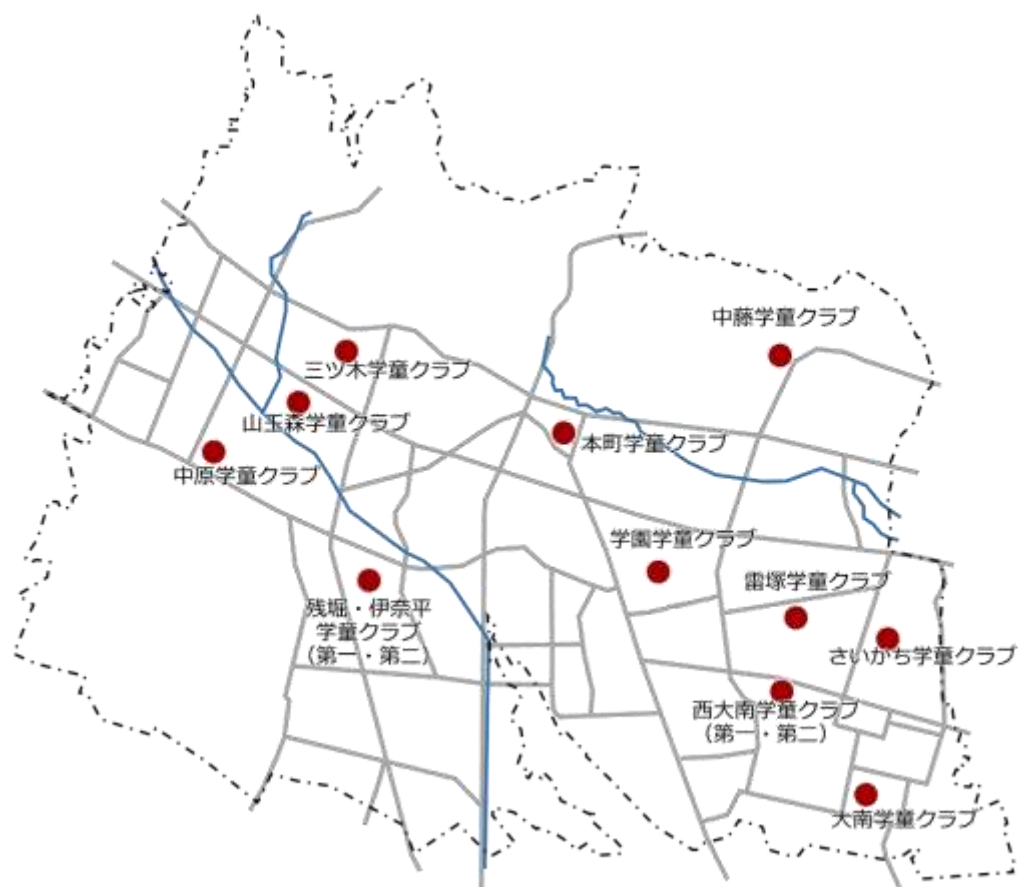 中藤学童クラブ
三ツ木学童クラブ
山王森学童クラブ
本町学童クラブ
中原学童クラブ
学園学童クラブ
雷塚学童クラブ
残堀・伊奈平
学童クラブ
（第一・第二）
さいかち学童クラブ
西大南学童クラブ
（第一・第二）
大南学童クラブ